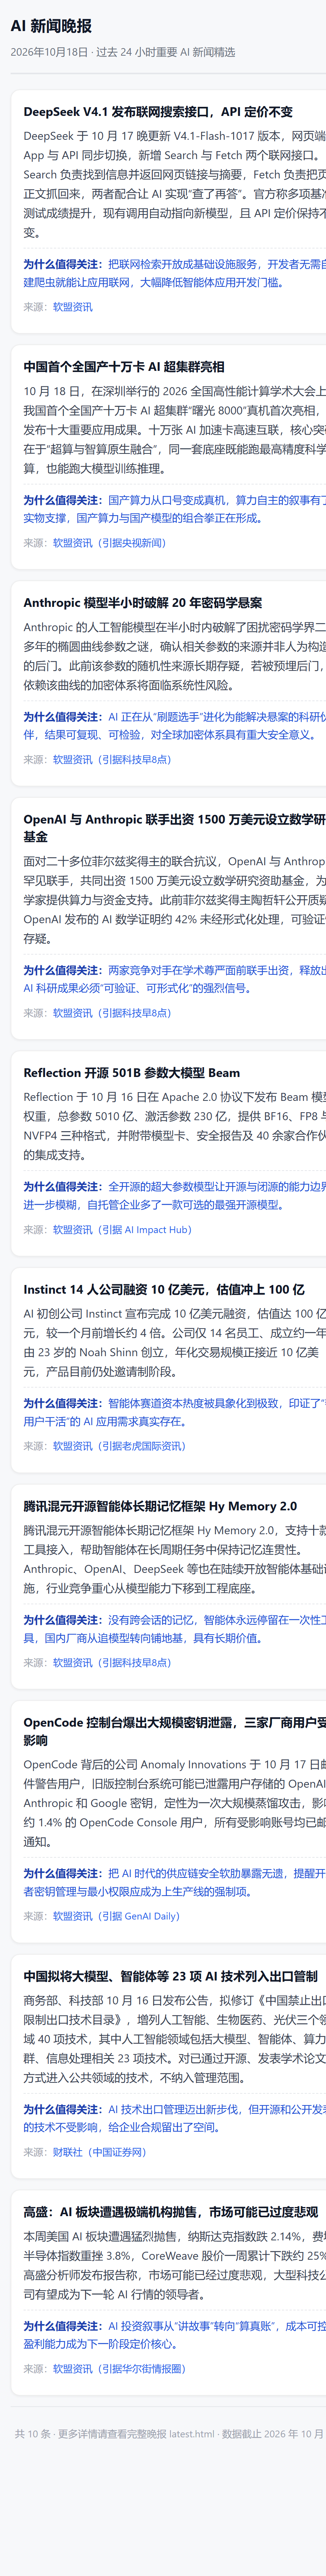 AI 新闻晚报
2026年10月18日 · 过去 24 小时重要 AI 新闻精选
DeepSeek V4.1 发布联网搜索接口，API 定价不变
DeepSeek 于 10 月 17 晚更新 V4.1-Flash-1017 版本，网页端
App 与 API 同步切换，新增 Search 与 Fetch 两个联网接口。
Search 负责找到信息并返回网页链接与摘要，Fetch 负责把页
正文抓回来，两者配合让 AI 实现"查了再答"。官方称多项基准
测试成绩提升，现有调用自动指向新模型，且 API 定价保持不
变。
为什么值得关注：把联网检索开放成基础设施服务，开发者无需自
建爬虫就能让应用联网，大幅降低智能体应用开发门槛。
来源：软盟资讯
中国首个全国产十万卡 AI 超集群亮相
10 月 18 日，在深圳举行的 2026 全国高性能计算学术大会上
我国首个全国产十万卡 AI 超集群"曙光 8000"真机首次亮相，
发布十大重要应用成果。十万张 AI 加速卡高速互联，核心突破
在于"超算与智算原生融合"，同一套底座既能跑最高精度科学
算，也能跑大模型训练推理。
为什么值得关注：国产算力从口号变成真机，算力自主的叙事有了
实物支撑，国产算力与国产模型的组合拳正在形成。
来源：软盟资讯（引据央视新闻）
Anthropic 模型半小时破解 20 年密码学悬案
Anthropic 的人工智能模型在半小时内破解了困扰密码学界二
多年的椭圆曲线参数之谜，确认相关参数的来源并非人为构造
的后门。此前该参数的随机性来源长期存疑，若被预埋后门，
依赖该曲线的加密体系将面临系统性风险。
为什么值得关注：AI 正在从"刷题选手"进化为能解决悬案的科研伙
伴，结果可复现、可检验，对全球加密体系具有重大安全意义。
来源：软盟资讯（引据科技早8点）
OpenAI 与 Anthropic 联手出资 1500 万美元设立数学研
基金
面对二十多位菲尔兹奖得主的联合抗议，OpenAI 与 Anthrop
罕见联手，共同出资 1500 万美元设立数学研究资助基金，为
学家提供算力与资金支持。此前菲尔兹奖得主陶哲轩公开质疑
OpenAI 发布的 AI 数学证明约 42% 未经形式化处理，可验证
存疑。
为什么值得关注：两家竞争对手在学术尊严面前联手出资，释放出
AI 科研成果必须"可验证、可形式化"的强烈信号。
来源：软盟资讯（引据科技早8点）
Reflection 开源 501B 参数大模型 Beam
Reflection 于 10 月 16 日在 Apache 2.0 协议下发布 Beam 模
权重，总参数 5010 亿、激活参数 230 亿，提供 BF16、FP8 与
NVFP4 三种格式，并附带模型卡、安全报告及 40 余家合作伙
的集成支持。
为什么值得关注：全开源的超大参数模型让开源与闭源的能力边界
进一步模糊，自托管企业多了一款可选的最强开源模型。
来源：软盟资讯（引据 AI Impact Hub）
Instinct 14 人公司融资 10 亿美元，估值冲上 100 亿
AI 初创公司 Instinct 宣布完成 10 亿美元融资，估值达 100 亿
元，较一个月前增长约 4 倍。公司仅 14 名员工、成立约一年
由 23 岁的 Noah Shinn 创立，年化交易规模正接近 10 亿美
元，产品目前仍处邀请制阶段。
为什么值得关注：智能体赛道资本热度被具象化到极致，印证了"
用户干活"的 AI 应用需求真实存在。
来源：软盟资讯（引据老虎国际资讯）
腾讯混元开源智能体长期记忆框架 Hy Memory 2.0
腾讯混元开源智能体长期记忆框架 Hy Memory 2.0，支持十款
工具接入，帮助智能体在长周期任务中保持记忆连贯性。
Anthropic、OpenAI、DeepSeek 等也在陆续开放智能体基础设
施，行业竞争重心从模型能力下移到工程底座。
为什么值得关注：没有跨会话的记忆，智能体永远停留在一次性工
具，国内厂商从追模型转向铺地基，具有长期价值。
来源：软盟资讯（引据科技早8点）
OpenCode 控制台爆出大规模密钥泄露，三家厂商用户受
影响
OpenCode 背后的公司 Anomaly Innovations 于 10 月 17 日邮
件警告用户，旧版控制台系统可能已泄露用户存储的 OpenAI
Anthropic 和 Google 密钥，定性为一次大规模蒸馏攻击，影响
约 1.4% 的 OpenCode Console 用户，所有受影响账号均已邮
通知。
为什么值得关注：把 AI 时代的供应链安全软肋暴露无遗，提醒开
者密钥管理与最小权限应成为上生产线的强制项。
来源：软盟资讯（引据 GenAI Daily）
中国拟将大模型、智能体等 23 项 AI 技术列入出口管制
商务部、科技部 10 月 16 日发布公告，拟修订《中国禁止出口
限制出口技术目录》，增列人工智能、生物医药、光伏三个领
域 40 项技术，其中人工智能领域包括大模型、智能体、算力
群、信息处理相关 23 项技术。对已通过开源、发表学术论文
方式进入公共领域的技术，不纳入管理范围。
为什么值得关注：AI 技术出口管理迈出新步伐，但开源和公开发表
的技术不受影响，给企业合规留出了空间。
来源：财联社（中国证券网）
高盛：AI 板块遭遇极端机构抛售，市场可能已过度悲观
本周美国 AI 板块遭遇猛烈抛售，纳斯达克指数跌 2.14%，费城
半导体指数重挫 3.8%，CoreWeave 股价一周累计下跌约 25%
高盛分析师发布报告称，市场可能已经过度悲观，大型科技公
司有望成为下一轮 AI 行情的领导者。
为什么值得关注：AI 投资叙事从"讲故事"转向"算真账"，成本可控
盈利能力成为下一阶段定价核心。
来源：软盟资讯（引据华尔街情报圈）
共 10 条 · 更多详情请查看完整晚报 latest.html · 数据截止 2026 年 10 月